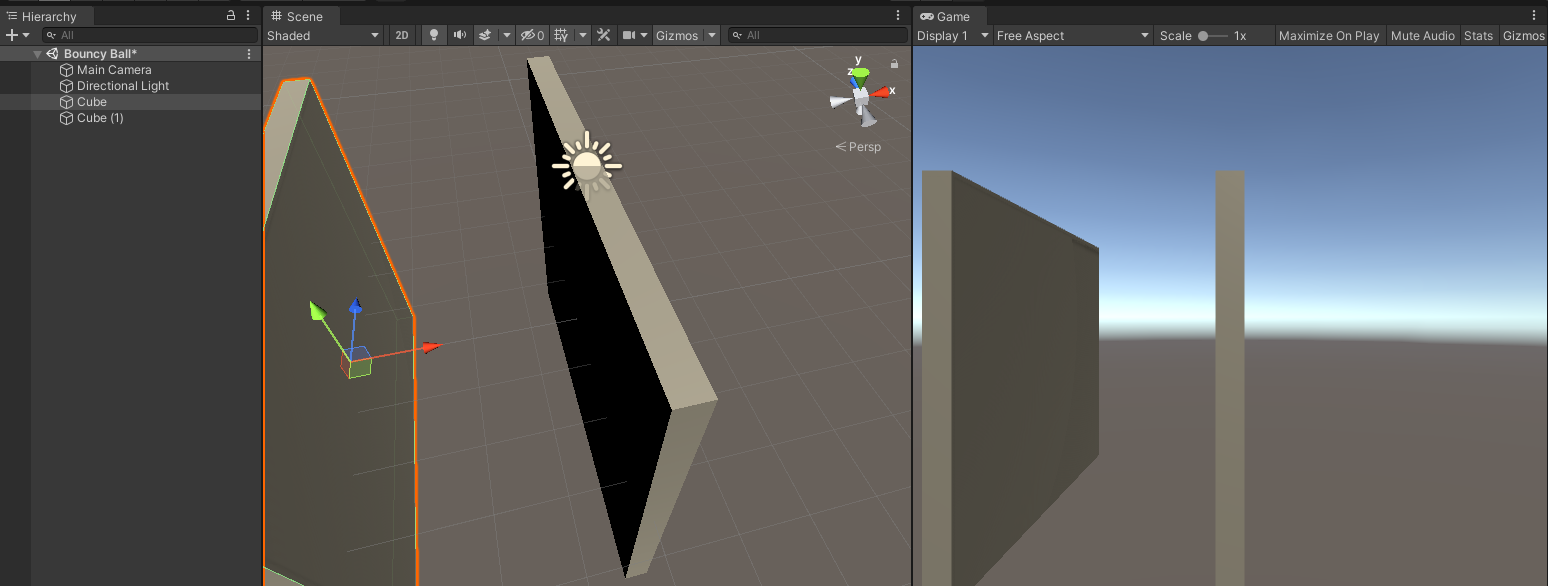 Hierarchy
All
Bouncy Ball*
Main Camera
Directional Light
Cube
Cube (1)
Scene
Shaded
2D
0
Gizmos
All
y
z
x
Persp
Game
Display 1
Free Aspect
Scale
1x
Maximize On Play
Mute Audio
Stats
Gizmos